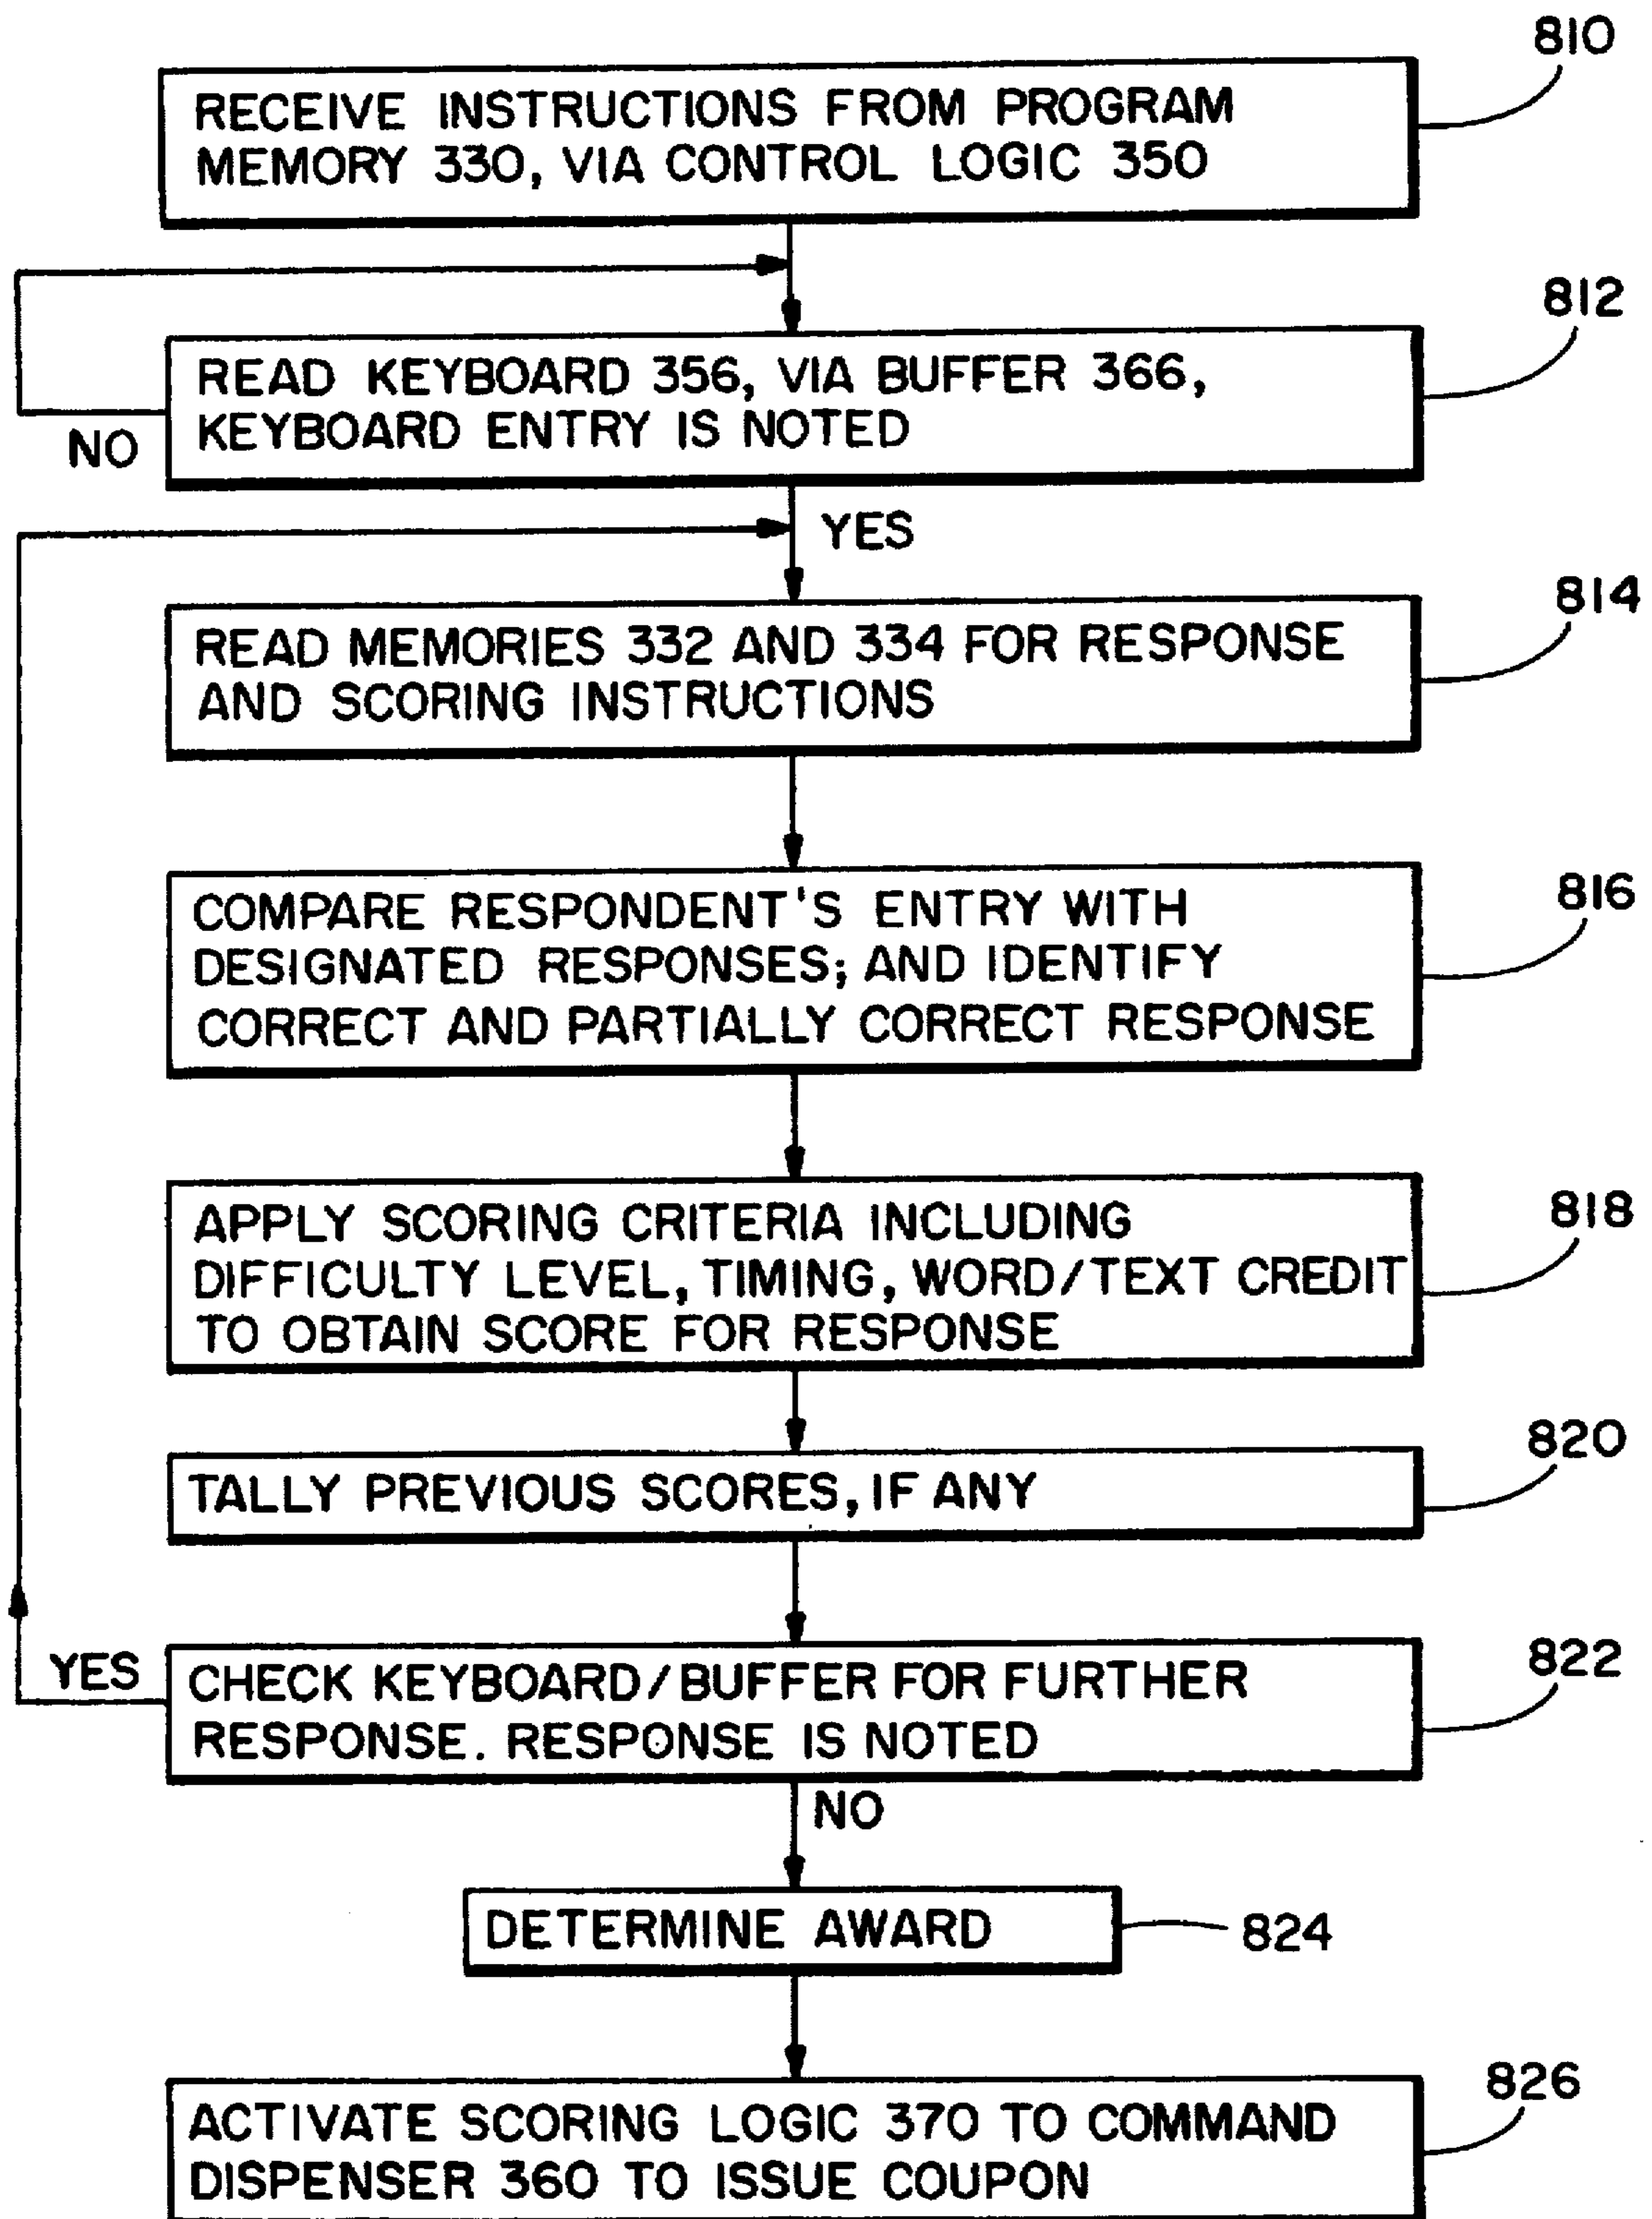 810
RECEIVE INSTRUCTIONS FROM PROGRAM
MEMORY 330, VIA CONTROL LOGIC 350
812
READ KEYBOARD 356, VIA BUFFER 366,
KEYBOARD ENTRY IS NOTED
NO
YES
814
READ MEMORIES 332 AND 334 FOR RESPONSE
AND SCORING INSTRUCTIONS
816
COMPARE RESPONDENT'S ENTRY WITH
DESIGNATED RESPONSES; AND IDENTIFY
CORRECT AND PARTIALLY CORRECT RESPONSE
818
APPLY SCORING CRITERIA INCLUDING
DIFFICULTY LEVEL, TIMING, WORD/TEXT CREDIT
TO OBTAIN SCORE FOR RESPONSE
820
TALLY PREVIOUS SCORES, IF ANY
822
YES
CHECK KEYBOARD/BUFFER FOR FURTHER
RESPONSE. RESPONSE IS NOTED
NO
DETERMINE AWARD
824
826
ACTIVATE SCORING LOGIC 370 TO COMMAND
DISPENSER 360 TO ISSUE COUPON